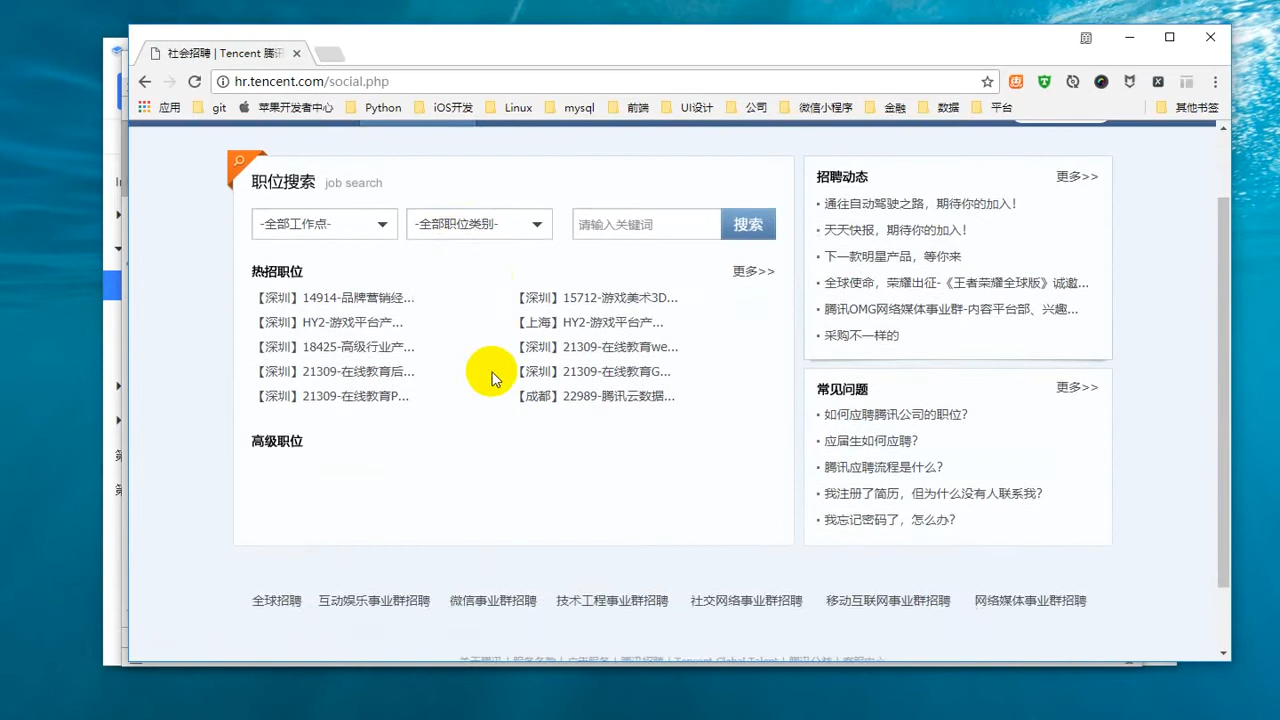 社会招聘 | Tencent 腾讯
hr.tencent.com/social.php
应用 git 苹果开发者中心 Python iOS开发 Linux mysql 前端 UI设计 公司 微信小程序 金融 数据 平台 其他书签
职位搜索 job search
-全部工作点- -全部职位类别- 请输入关键词 搜索
热招职位 更多>>
【深圳】14914-品牌营销经... 【深圳】15712-游戏美术3D...
【深圳】HY2-游戏平台产... 【上海】HY2-游戏平台产...
【深圳】18425-高级行业产... 【深圳】21309-在线教育we...
【深圳】21309-在线教育后... 【深圳】21309-在线教育G...
【深圳】21309-在线教育P... 【成都】22989-腾讯云数据...
高级职位
招聘动态 更多>>
• 通往自动驾驶之路，期待你的加入！
• 天天快报，期待你的加入！
• 下一款明星产品，等你来
• 全球使命，荣耀出征-《王者荣耀全球版》诚邀...
• 腾讯OMG网络媒体事业群-内容平台部、兴趣...
• 采购不一样的
常见问题 更多>>
• 如何应聘腾讯公司的职位?
• 应届生如何应聘?
• 腾讯应聘流程是什么?
• 我注册了简历，但为什么没有人联系我?
• 我忘记密码了，怎么办?
全球招聘 互动娱乐事业群招聘 微信事业群招聘 技术工程事业群招聘 社交网络事业群招聘 移动互联网事业群招聘 网络媒体事业群招聘